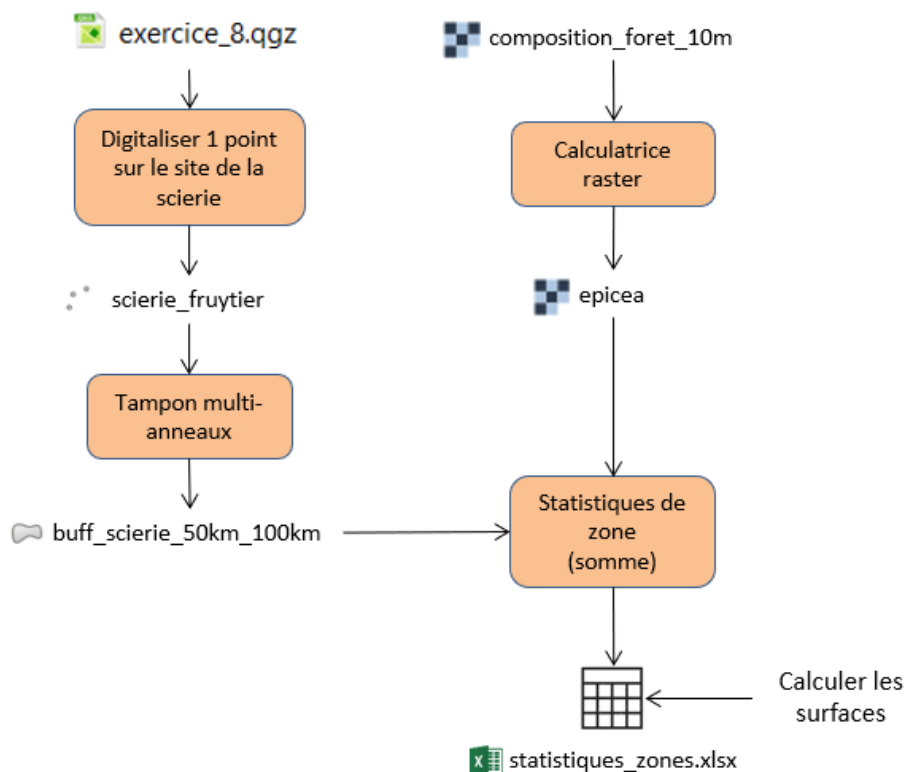 exercice_8.qgz
composition_foret_10m
Digitaliser 1 point
sur le site de la
scierie
Calculatrice
raster
scierie_fruytier
epicea
Tampon multi-
anneaux
buff_scierie_50km_100km
Statistiques de
zone
(somme)
Calculer les
surfaces
statistiques_zones.xlsx